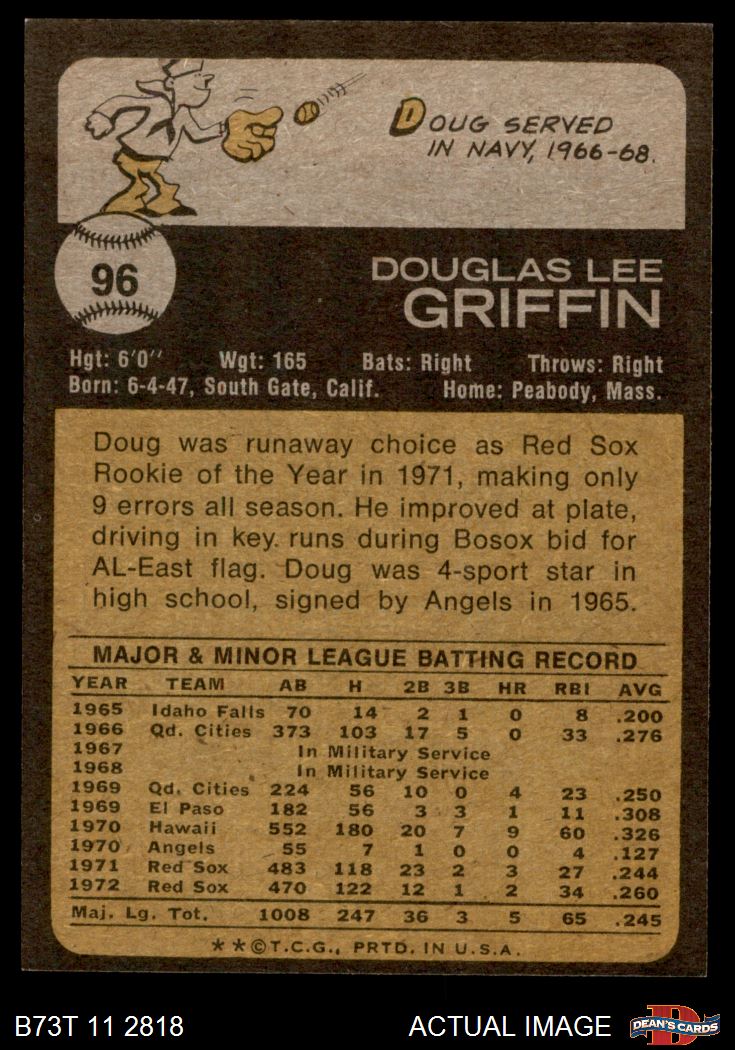 DOUG SERVED
IN NAVY, 1966-68.
96
DOUGLAS LEE
GRIFFIN
Hgt: 6'0" Wgt: 165 Bats: Right Throws: Right
Born: 6-4-47, South Gate, Calif. Home: Peabody, Mass.
Doug was runaway choice as Red Sox
Rookie of the Year in 1971, making only
9 errors all season. He improved at plate,
driving in key runs during Bosox bid for
AL-East flag. Doug was 4-sport star in
high school, signed by Angels in 1965.
MAJOR & MINOR LEAGUE BATTING RECORD
YEAR TEAM AB H 2B 3B HR RBI AVG
1965 Idaho Falls 70 14 2 1 0 8 .200
1966 Qd. Cities 373 103 17 5 0 33 .276
1967 In Military Service
1968 In Military Service
1969 Qd. Cities 224 56 10 0 4 23 .250
1969 El Paso 182 56 3 3 1 11 .308
1970 Hawaii 552 180 20 7 9 60 .326
1970 Angels 55 7 1 0 0 4 .127
1971 Red Sox 483 118 23 2 3 27 .244
1972 Red Sox 470 122 12 1 2 34 .260
Maj. Lg. Tot. 1008 247 36 3 5 65 .245
**©T.C.G., PRTD. IN U.S.A.
B73T 11 2818 ACTUAL IMAGE D DEAN'S CARDS